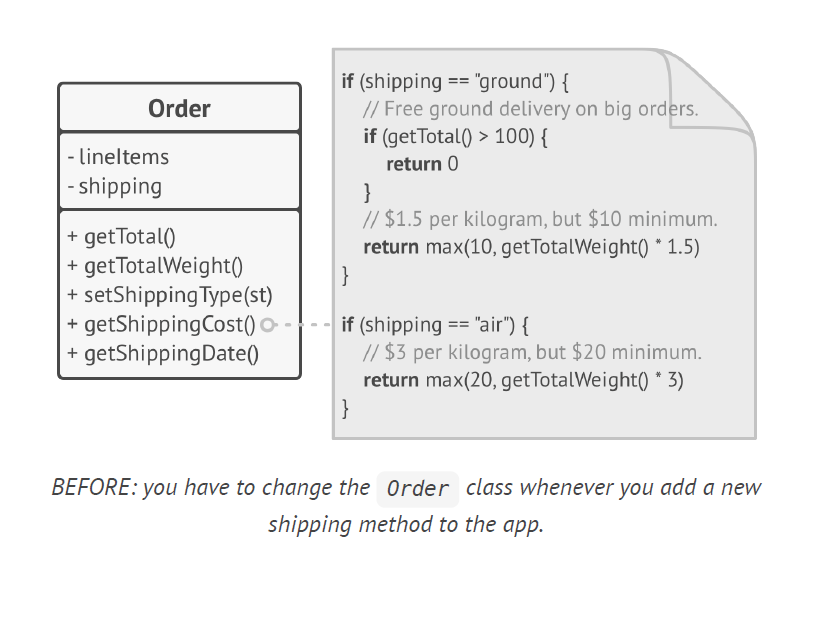 Order
- lineItems
- shipping
+ getTotal()
+ getTotalWeight()
+ setShippingType(st)
+ getShippingCost()
+ getShippingDate()
if (shipping == "ground") {
// Free ground delivery on big orders.
if (getTotal() > 100) {
return 0
}
// $1.5 per kilogram, but $10 minimum.
return max(10, getTotalWeight() * 1.5)
}
if (shipping == "air") {
// $3 per kilogram, but $20 minimum.
return max(20, getTotalWeight() * 3)
}
BEFORE: you have to change the Order class whenever you add a new
shipping method to the app.